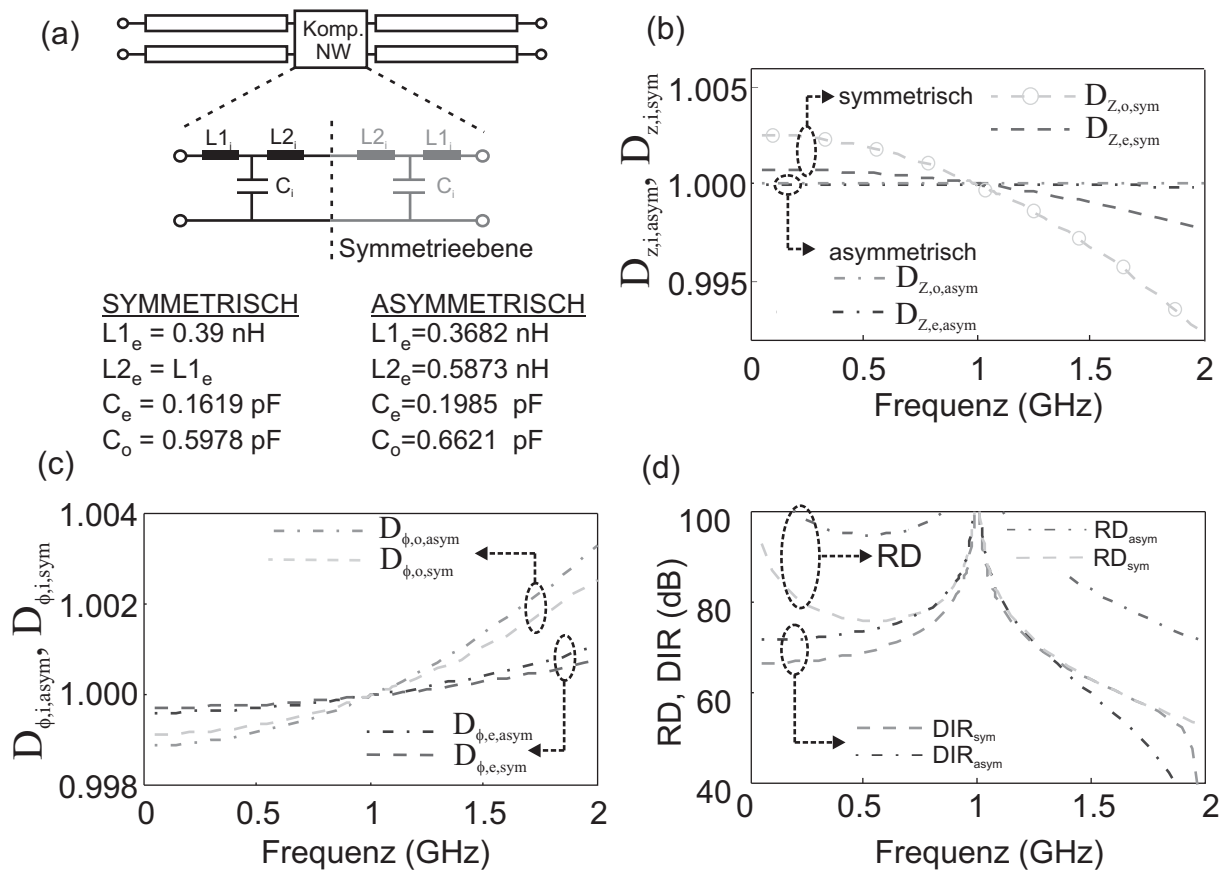 (a)
Komp.
NW
L1i L2i L2i L1i
Ci Ci
Symmetrieebene
SYMMETRISCH
L1e = 0.39 nH
L2e = L1e
Ce = 0.1619 pF
Co = 0.5978 pF
ASYMMETRISCH
L1e=0.3682 nH
L2e=0.5873 nH
Ce=0.1985 pF
Co=0.6621 pF
(b)
Dz,i,asym, Dz,i,sym
1.005
1.000
0.995
symmetrisch
DZ,o,sym
DZ,e,sym
asymmetrisch
DZ,o,asym
DZ,e,asym
0 0.5 1 1.5 2
Frequenz (GHz)
(c)
Dϕ,i,asym, Dϕ,i,sym
1.004
1.002
1.000
0.998
Dϕ,o,asym
Dϕ,o,sym
Dϕ,e,asym
Dϕ,e,sym
0 0.5 1 1.5 2
Frequenz (GHz)
(d)
RD, DIR (dB)
100
80
60
40
RD
RDasym
RDsym
DIRsym
DIRasym
0 0.5 1 1.5 2
Frequenz (GHz)